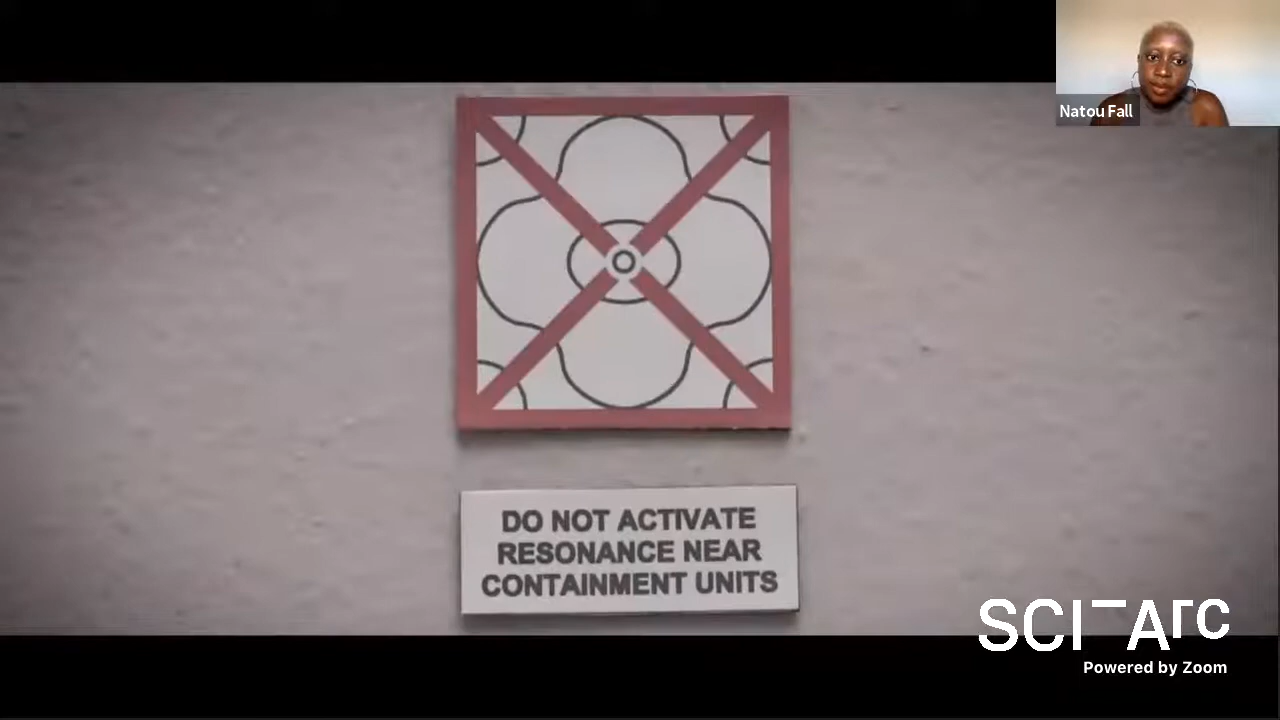 Natou Fall
DO NOT ACTIVATE
RESONANCE NEAR
CONTAINMENT UNITS
SCI-Arc
Powered by Zoom